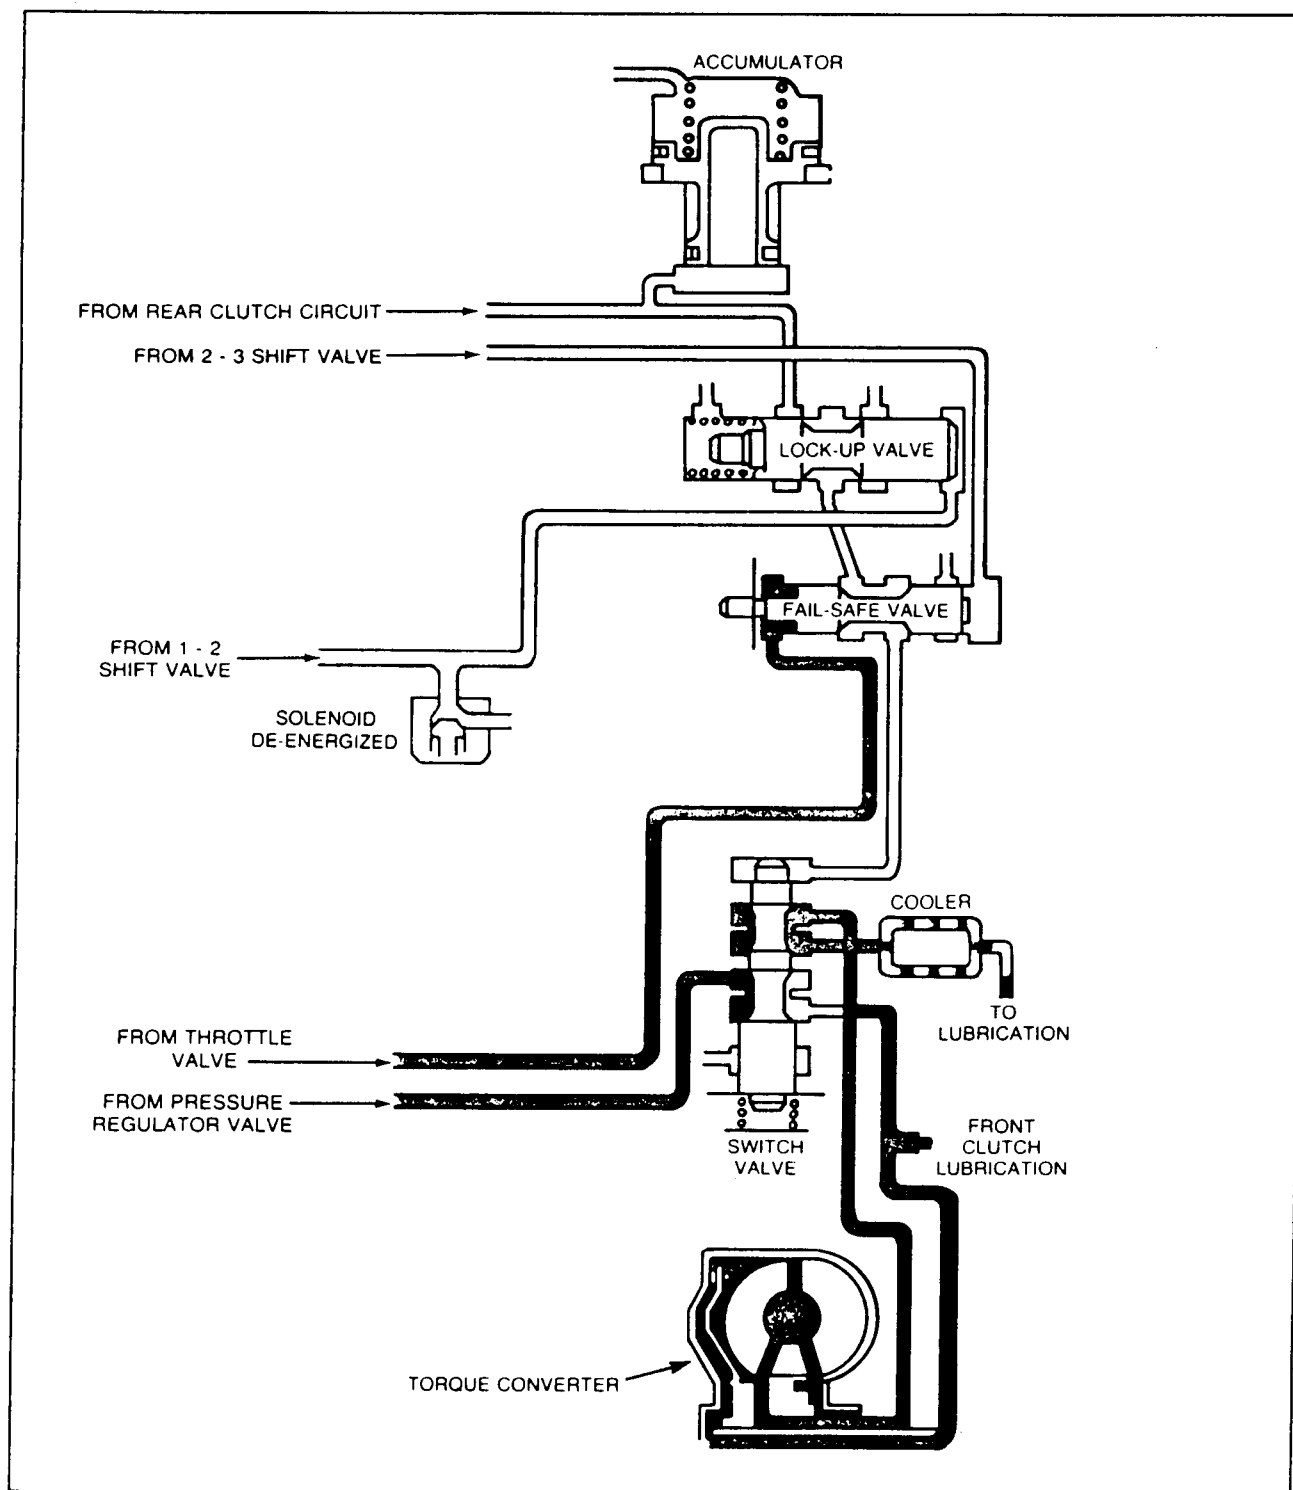 ACCUMULATOR
FROM REAR CLUTCH CIRCUIT
FROM 2 - 3 SHIFT VALVE
LOCK-UP VALVE
FAIL-SAFE VALVE
FROM 1 - 2
SHIFT VALVE
SOLENOID
DE-ENERGIZED
COOLER
TO
LUBRICATION
FROM THROTTLE
VALVE
FROM PRESSURE
REGULATOR VALVE
SWITCH
VALVE
FRONT
CLUTCH
LUBRICATION
TORQUE CONVERTER